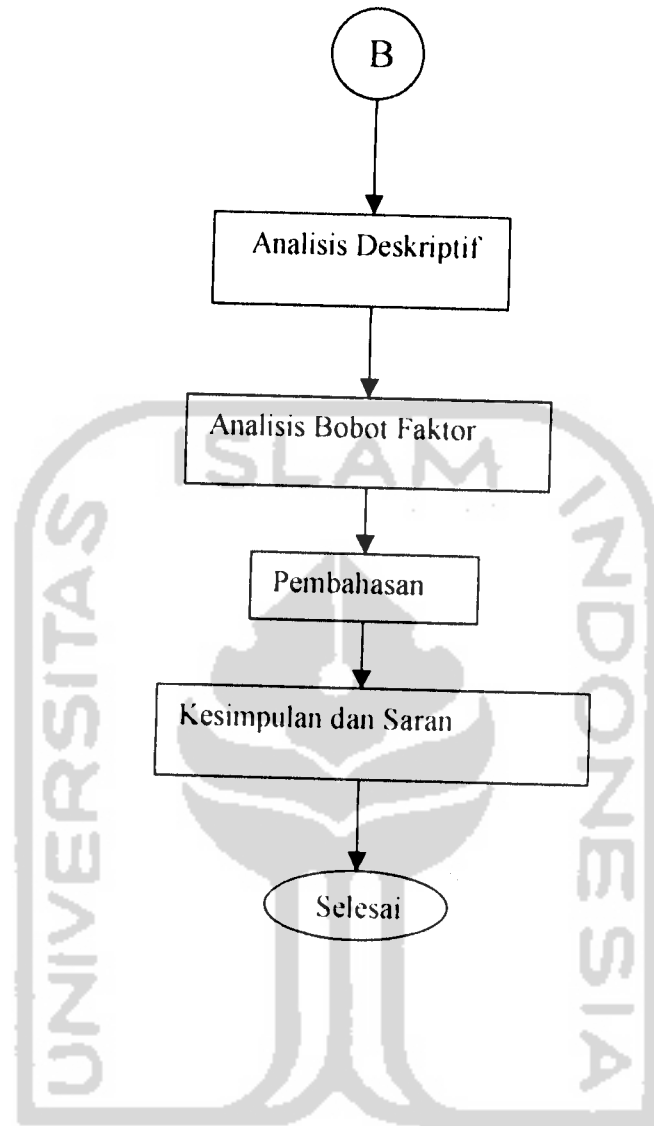 B
Analisis Deskriptif
Analisis Bobot Faktor
Pembahasan
Kesimpulan dan Saran
Selesai
UNIVERSITAS ISLAM INDONESIA